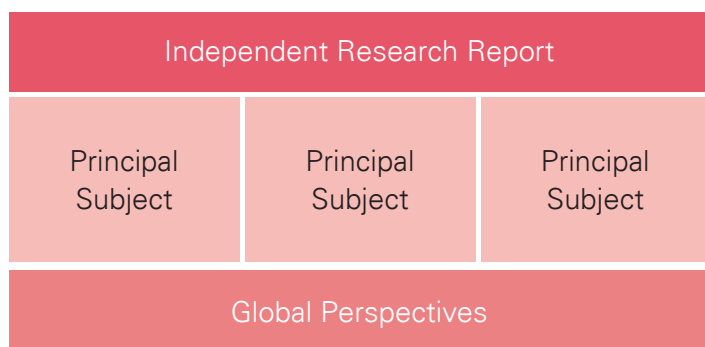 Independent Research Report
Principal
Subject
Principal
Subject
Principal
Subject
Global Perspectives